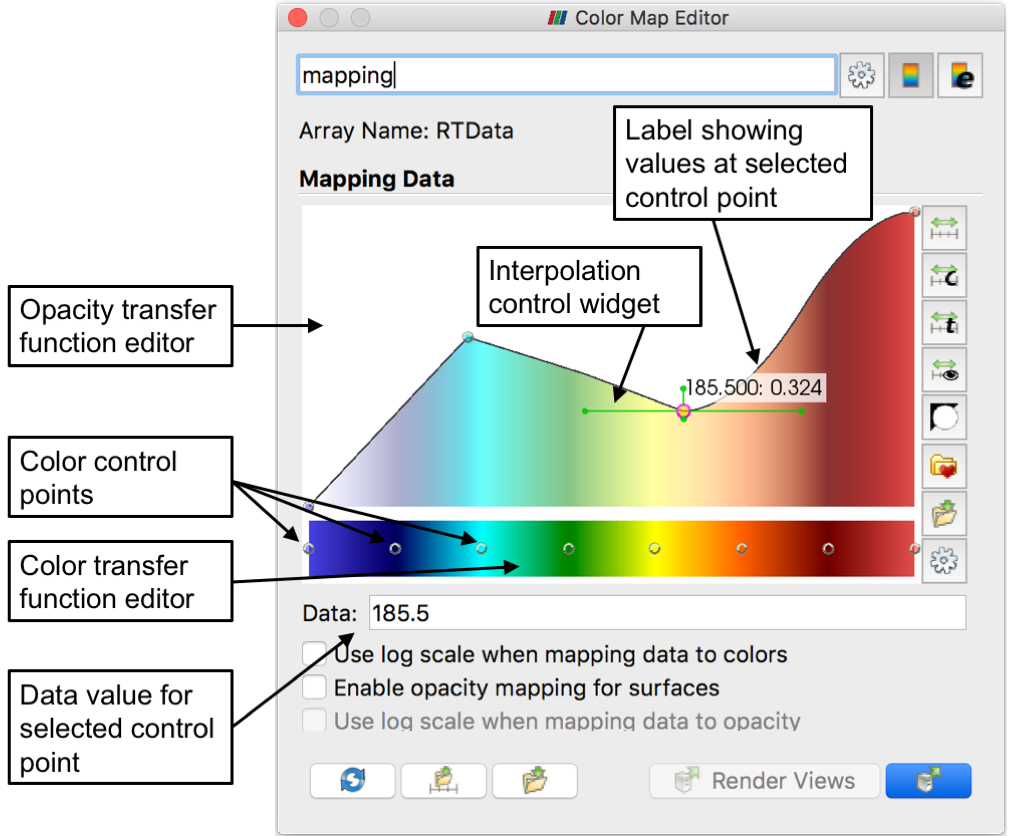 Color Map Editor
mapping
Array Name: RTData
Label showing
values at selected
control point
Mapping Data
Interpolation
control widget
Opacity transfer
function editor
185.500: 0.324
Color control
points
Color transfer
function editor
Data: 185.5
Use log scale when mapping data to colors
Enable opacity mapping for surfaces
Use log scale when mapping data to opacity
Data value for
selected control
point
Render Views
e
c
t